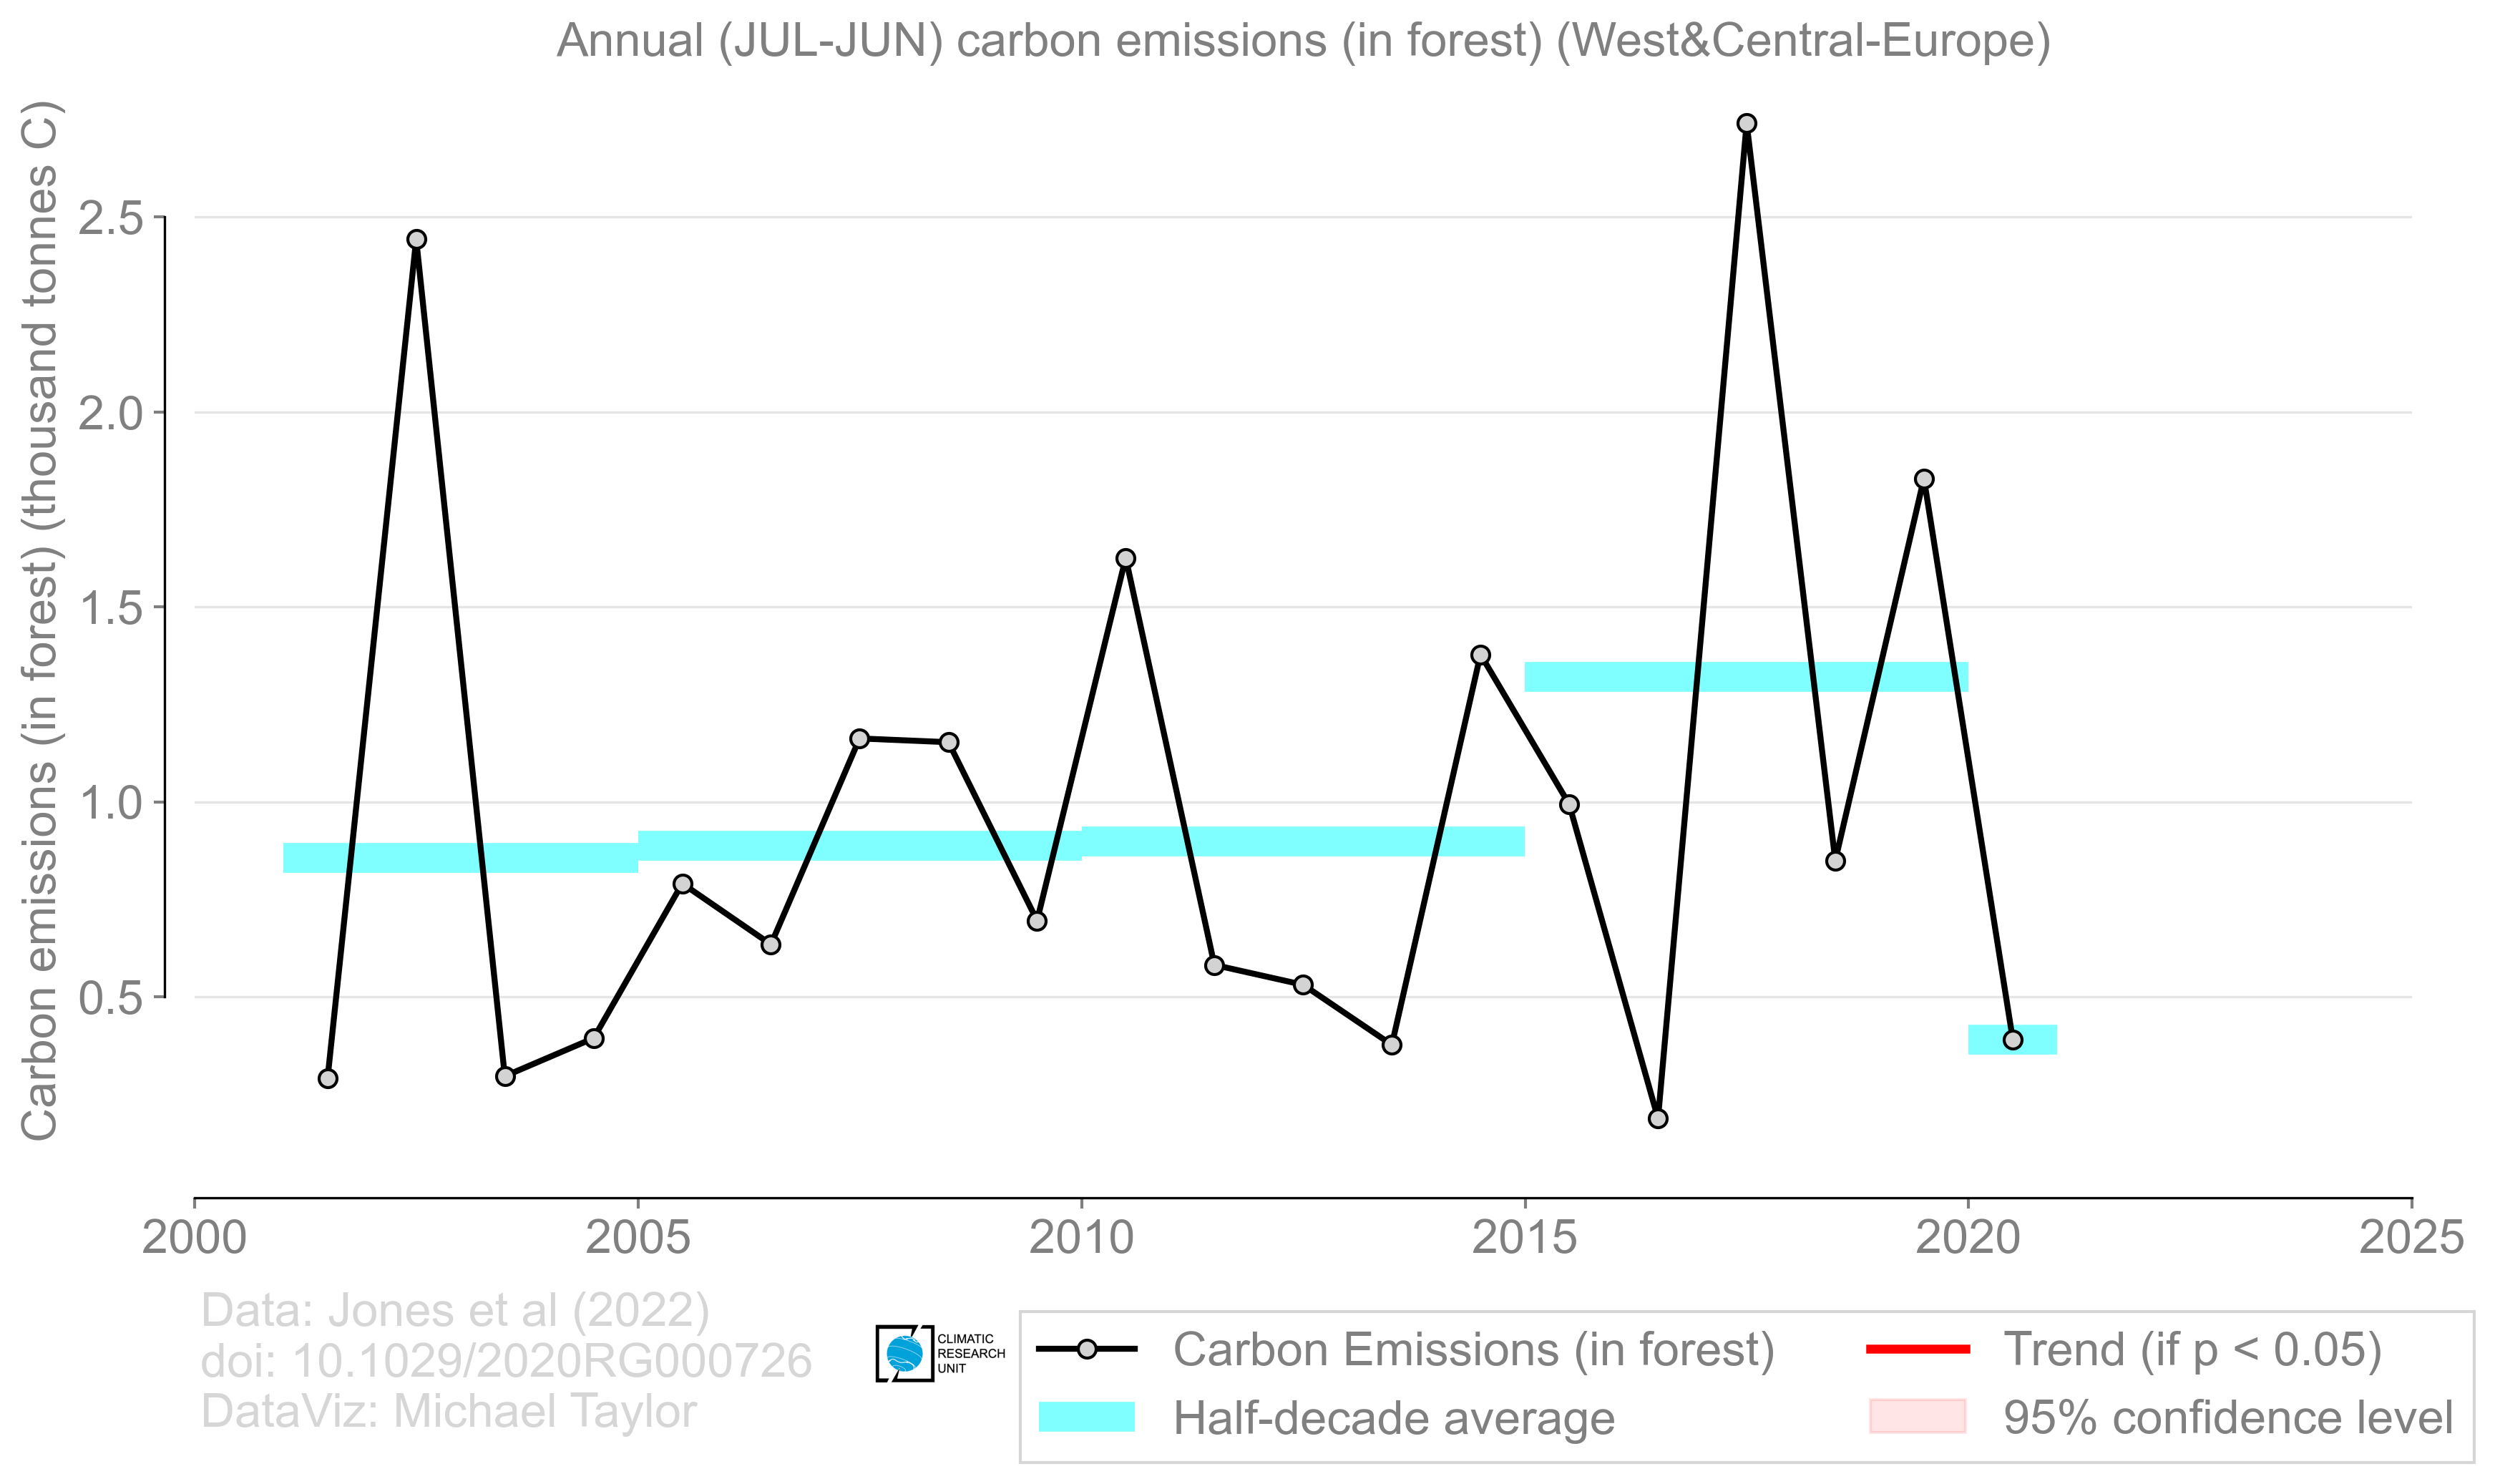 Annual (JUL-JUN) carbon emissions (in forest) (West&Central-Europe)
Carbon emissions (in forest) (thousand tonnes C)
2.5
2.0
1.5
1.0
0.5
2000
2005
2010
2015
2020
2025
Data: Jones et al (2022)
doi: 10.1029/2020RG000726
DataViz: Michael Taylor
CLIMATIC
RESEARCH
UNIT
Carbon Emissions (in forest)
Half-decade average
Trend (if p < 0.05)
95% confidence level